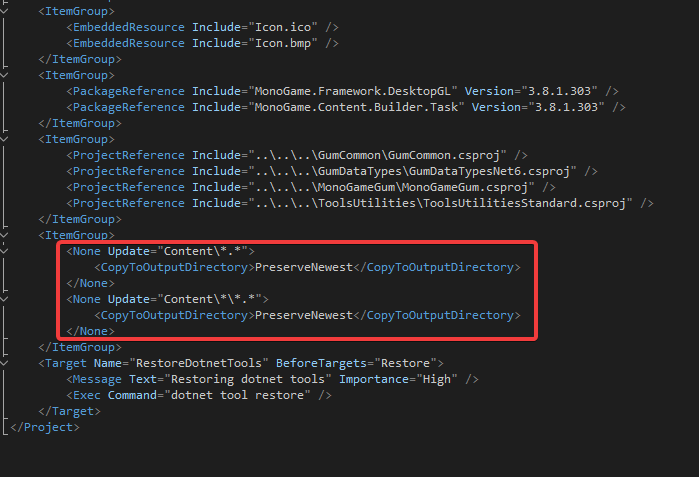 <ItemGroup>
<EmbeddedResource Include="Icon.ico" />
<EmbeddedResource Include="Icon.bmp" />
</ItemGroup>
<ItemGroup>
<PackageReference Include="MonoGame.Framework.DesktopGL" Version="3.8.1.303" />
<PackageReference Include="MonoGame.Content.Builder.Task" Version="3.8.1.303" />
</ItemGroup>
<ItemGroup>
<ProjectReference Include="..\..\..\GumCommon\GumCommon.csproj" />
<ProjectReference Include="..\..\..\GumDataTypes\GumDataTypesNet6.csproj" />
<ProjectReference Include="..\..\..\MonoGameGum\MonoGameGum.csproj" />
<ProjectReference Include="..\..\..\ToolsUtilities\ToolsUtilitiesStandard.csproj" />
</ItemGroup>
<ItemGroup>
<None Update="Content\*.*">
<CopyToOutputDirectory>PreserveNewest</CopyToOutputDirectory>
</None>
<None Update="Content\*\*.*">
<CopyToOutputDirectory>PreserveNewest</CopyToOutputDirectory>
</None>
</ItemGroup>
<Target Name="RestoreDotnetTools" BeforeTargets="Restore">
<Message Text="Restoring dotnet tools" Importance="High" />
<Exec Command="dotnet tool restore" />
</Target>
</Project>